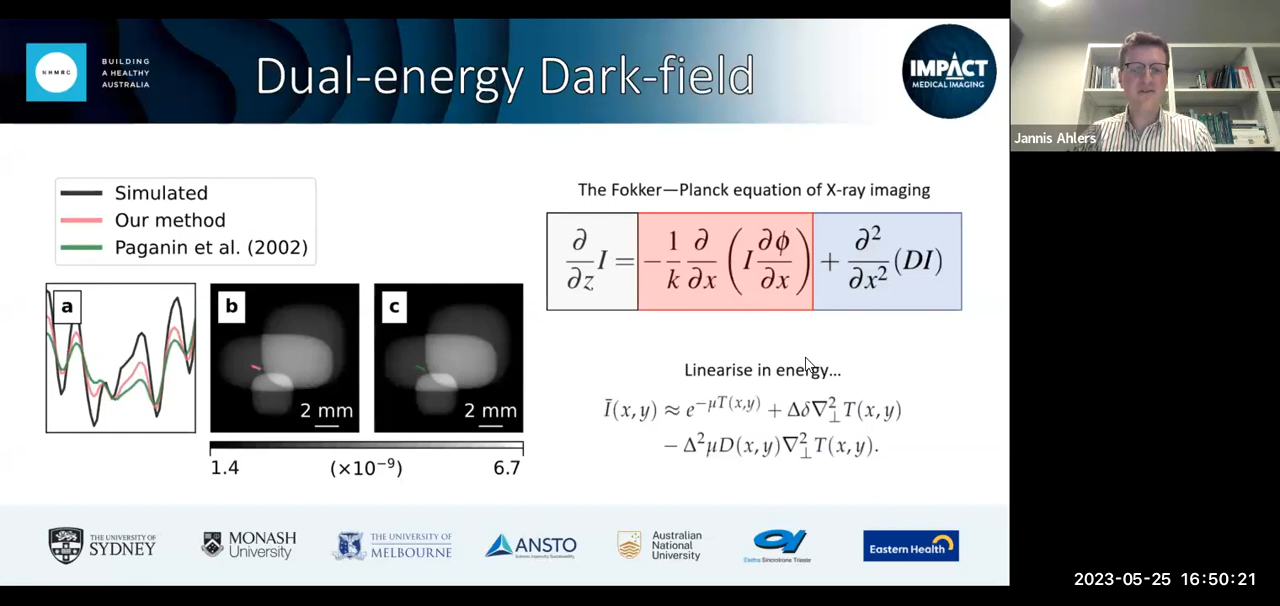 NHMRC
BUILDING
A HEALTHY
AUSTRALIA
Dual-energy Dark-field
IMPACT
MEDICAL IMAGING
Jannis Ahlers
Simulated
Our method
Paganin et al. (2002)
a
b
c
2 mm
2 mm
1.4 (×10⁻⁹) 6.7
The Fokker—Planck equation of X-ray imaging
∂/∂z I = −1/k ∂/∂x (I ∂ϕ/∂x) + ∂²/∂x² (DI)
Linearise in energy...
Ī(x,y) ≈ e^{−μT(x,y)} + Δδ∇²⊥T(x,y)
− Δ²μD(x,y)∇²⊥T(x,y).
THE UNIVERSITY OF
SYDNEY
MONASH
University
THE UNIVERSITY OF
MELBOURNE
ANSTO
Australian
National
University
Elettra Sincrotrone Trieste
Eastern Health
2023-05-25 16:50:21